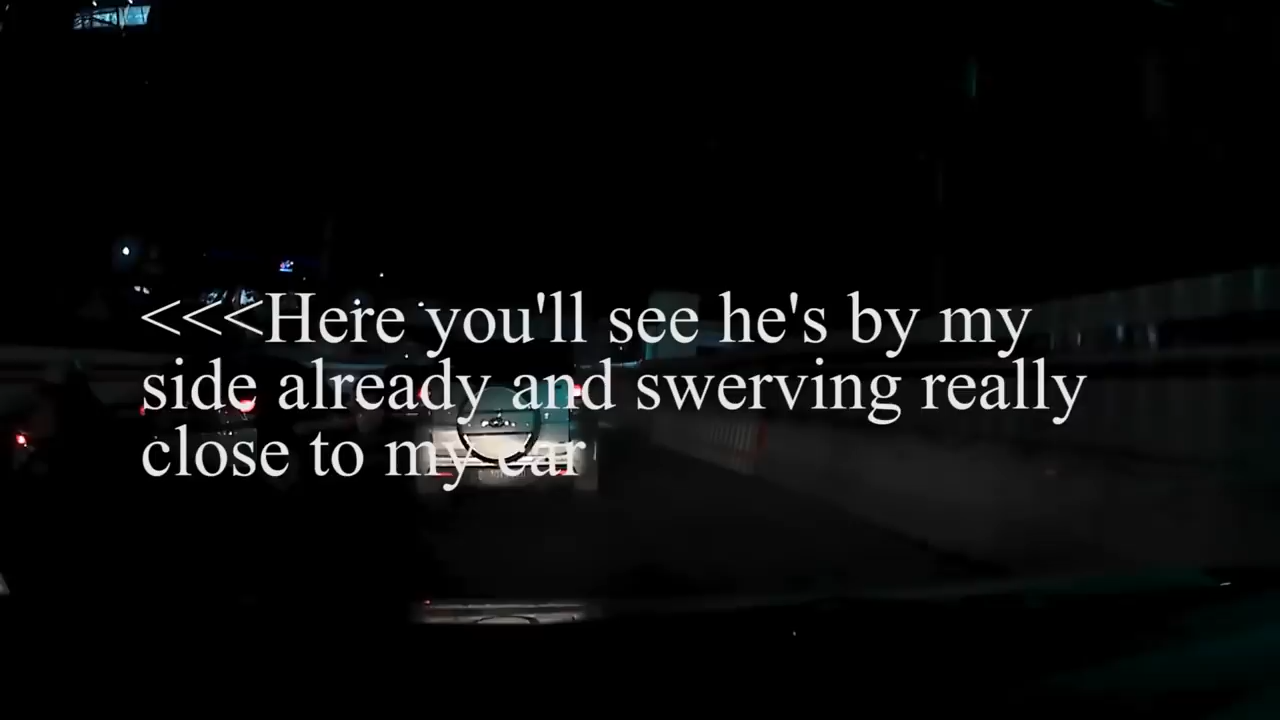 <<<Here you'll see he's by my
side already and swerving really
close to my car